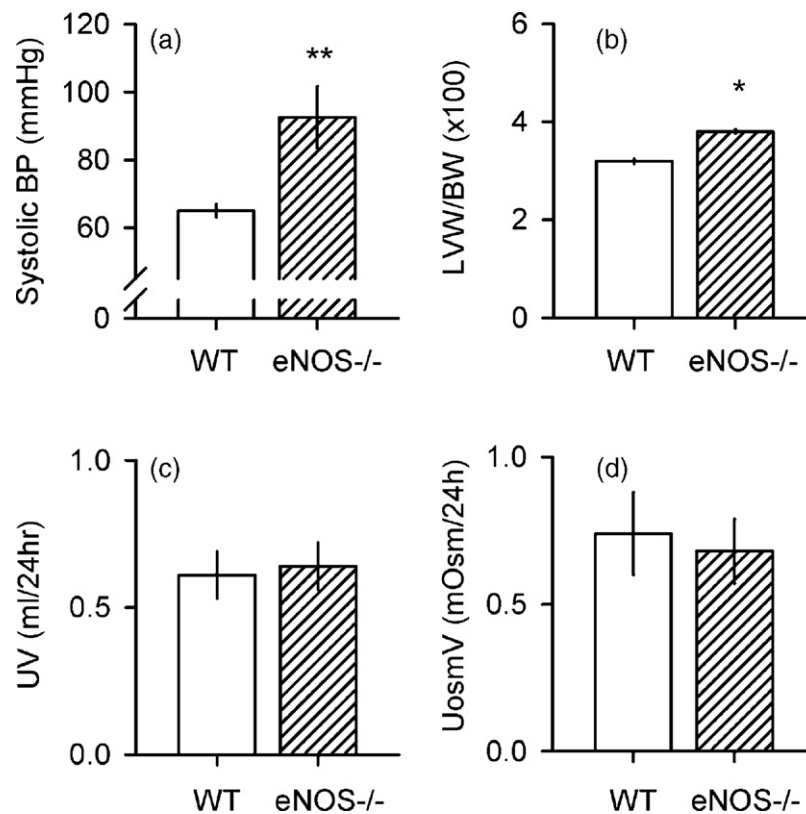 (a)
Systolic BP (mmHg)
120
100
80
60
0
**
WT eNOS-/-
(b)
LVW/BW (x100)
6
4
2
0
*
WT eNOS-/-
(c)
UV (ml/24hr)
1.0
0.5
0.0
WT eNOS-/-
(d)
UosmV (mOsm/24h)
1.0
0.5
0.0
WT eNOS-/-